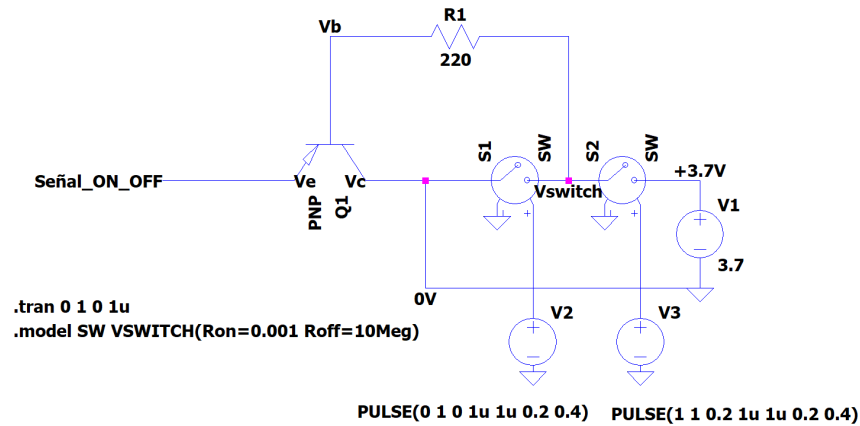 R1
Vb
220
S1
SW
S2
SW
+3.7V
Señal_ON_OFF
Ve
Vc
Vswitch
PNP
Q1
V1
3.7
0V
.tran 0 1 0 1u
.model SW VSWITCH(Ron=0.001 Roff=10Meg)
V2
V3
PULSE(0 1 0 1u 1u 0.2 0.4)
PULSE(1 1 0.2 1u 1u 0.2 0.4)